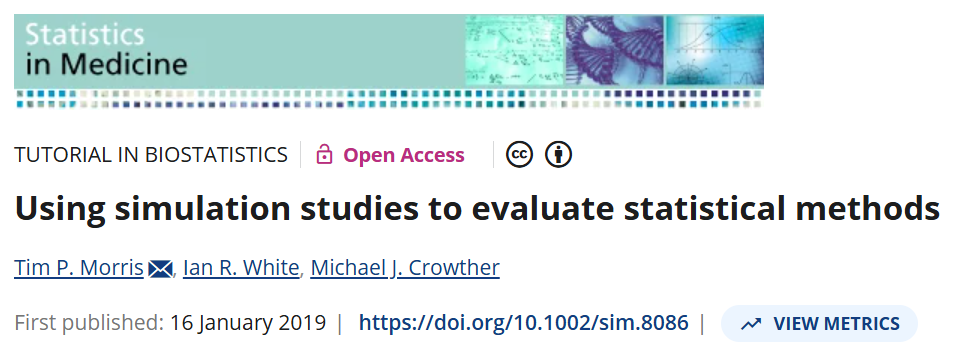 Statistics
in Medicine
TUTORIAL IN BIOSTATISTICS Open Access cc
Using simulation studies to evaluate statistical methods
Tim P. Morris, Ian R. White, Michael J. Crowther
First published: 16 January 2019 | https://doi.org/10.1002/sim.8086 | VIEW METRICS